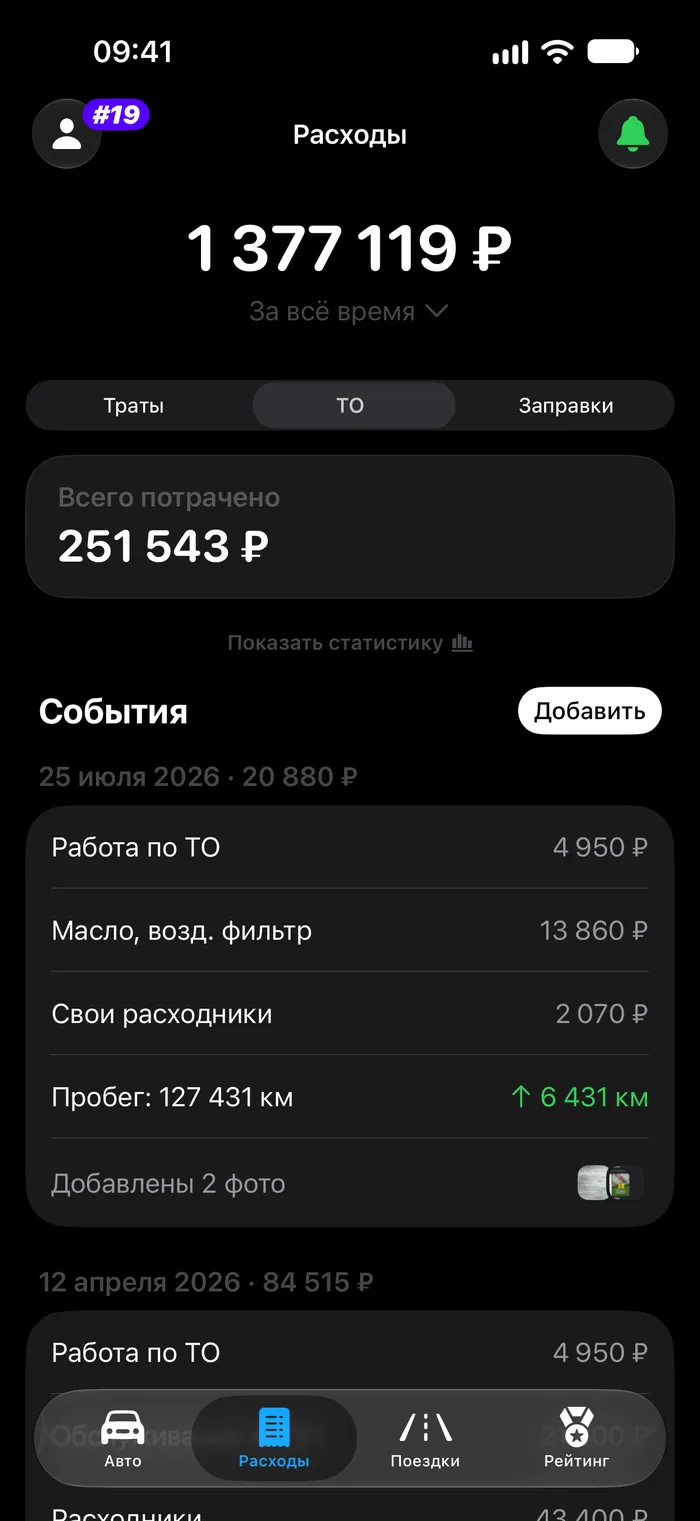 09:41
#19
Расходы
1 377 119 ₽
За всё время
Траты ТО Заправки
Всего потрачено
251 543 ₽
Показать статистику
События Добавить
25 июля 2026 · 20 880 ₽
Работа по ТО 4 950 ₽
Масло, возд. фильтр 13 860 ₽
Свои расходники 2 070 ₽
Пробег: 127 431 км ↑ 6 431 км
Добавлены 2 фото
12 апреля 2026 · 84 515 ₽
Работа по ТО 4 950 ₽
Авто Расходы Поездки Рейтинг
Расходники 43 400 ₽